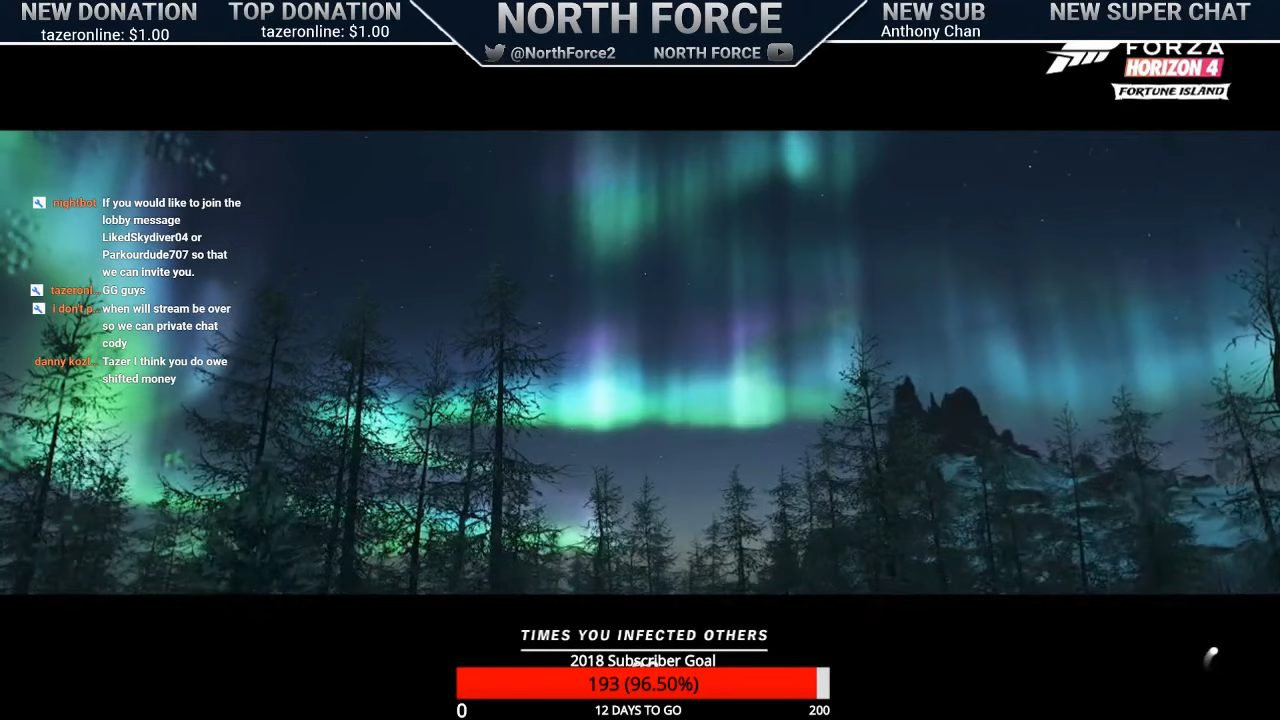 NEW DONATION
tazeronline: $1.00
TOP DONATION
tazeronline: $1.00
NORTH FORCE
@NorthForce2
NORTH FORCE
NEW SUB
Anthony Chan
NEW SUPER CHAT
FORZA
HORIZON 4
FORTUNE ISLAND
nightbot If you would like to join the
lobby message
LikedSkydiver04 or
Parkourdude707 so that
we can invite you.
tazeronl... GG guys
i don't p... when will stream be over
so we can private chat
cody
danny kozl... Tazer I think you do owe
shifted money
TIMES YOU INFECTED OTHERS
2018 Subscriber Goal
193 (96.50%)
0
12 DAYS TO GO
200